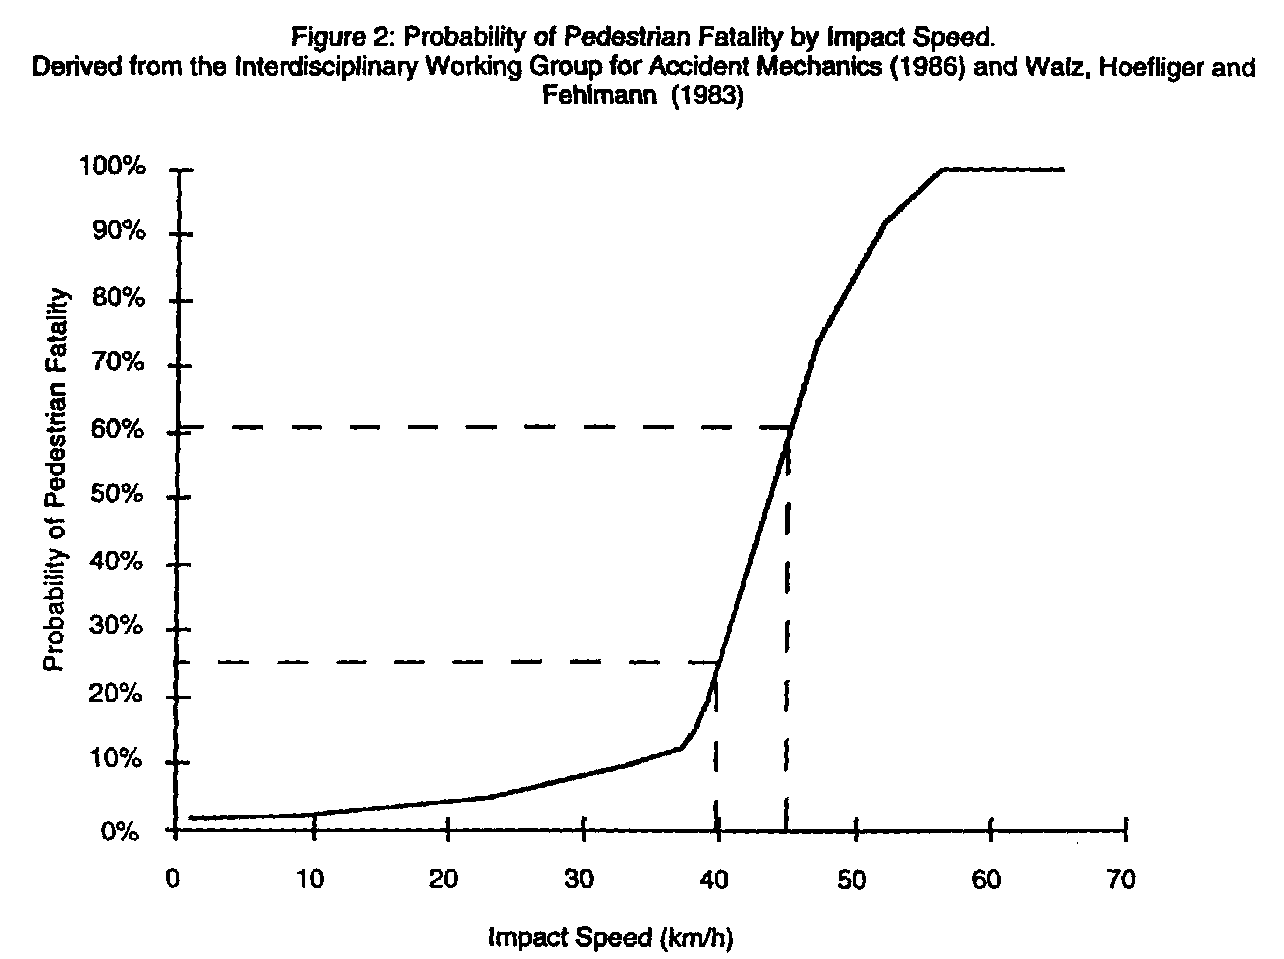 Figure 2: Probability of Pedestrian Fatality by Impact Speed.
Derived from the Interdisciplinary Working Group for Accident Mechanics (1986) and Walz, Hoefliger and
Fehlmann (1983)
100%
90%
80%
70%
60%
50%
40%
30%
20%
10%
0%
Probability of Pedestrian Fatality
0 10 20 30 40 50 60 70
Impact Speed (km/h)